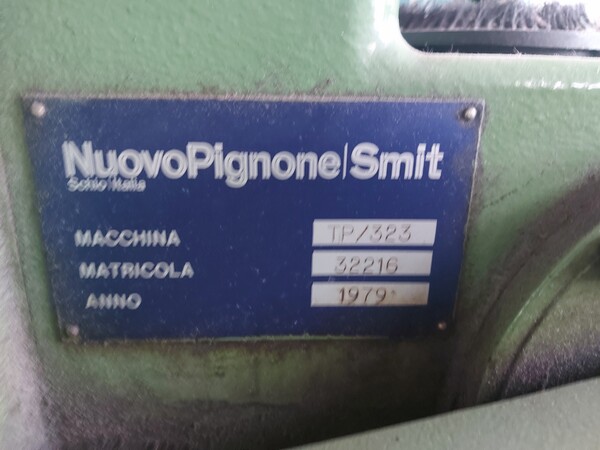 NuovoPignone|Smit
Schio Italia
MACCHINA TP/323
MATRICOLA 32216
ANNO 1979